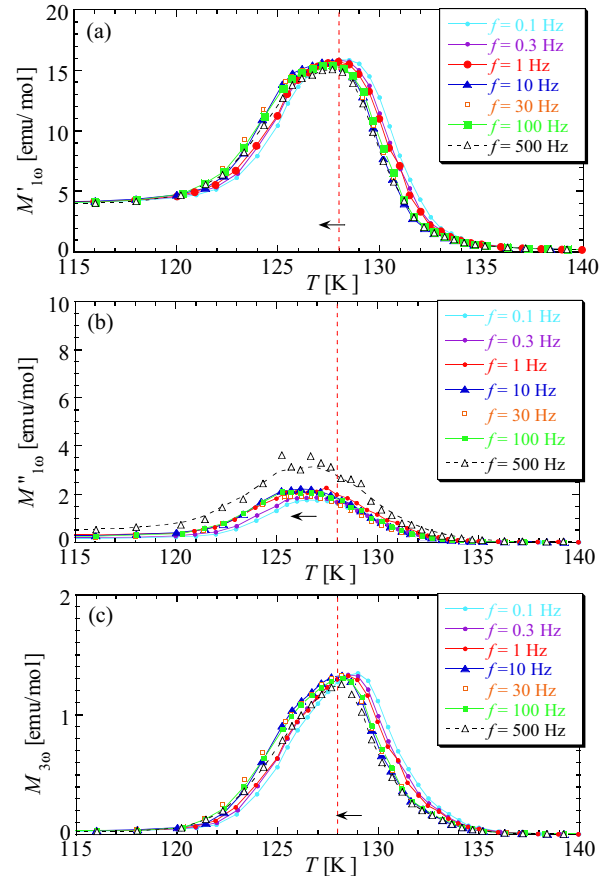 (a)
M'1ω [emu/mol]
20
15
10
5
0
f = 0.1 Hz
f = 0.3 Hz
f = 1 Hz
f = 10 Hz
f = 30 Hz
f = 100 Hz
f = 500 Hz
115 120 125 130 135 140
T [K]
(b)
M"1ω [emu/mol]
10
8
6
4
2
0
f = 0.1 Hz
f = 0.3 Hz
f = 1 Hz
f = 10 Hz
f = 30 Hz
f = 100 Hz
f = 500 Hz
115 120 125 130 135 140
T [K]
(c)
M3ω [emu/mol]
2
1
0
f = 0.1 Hz
f = 0.3 Hz
f = 1 Hz
f = 10 Hz
f = 30 Hz
f = 100 Hz
f = 500 Hz
115 120 125 130 135 140
T [K]